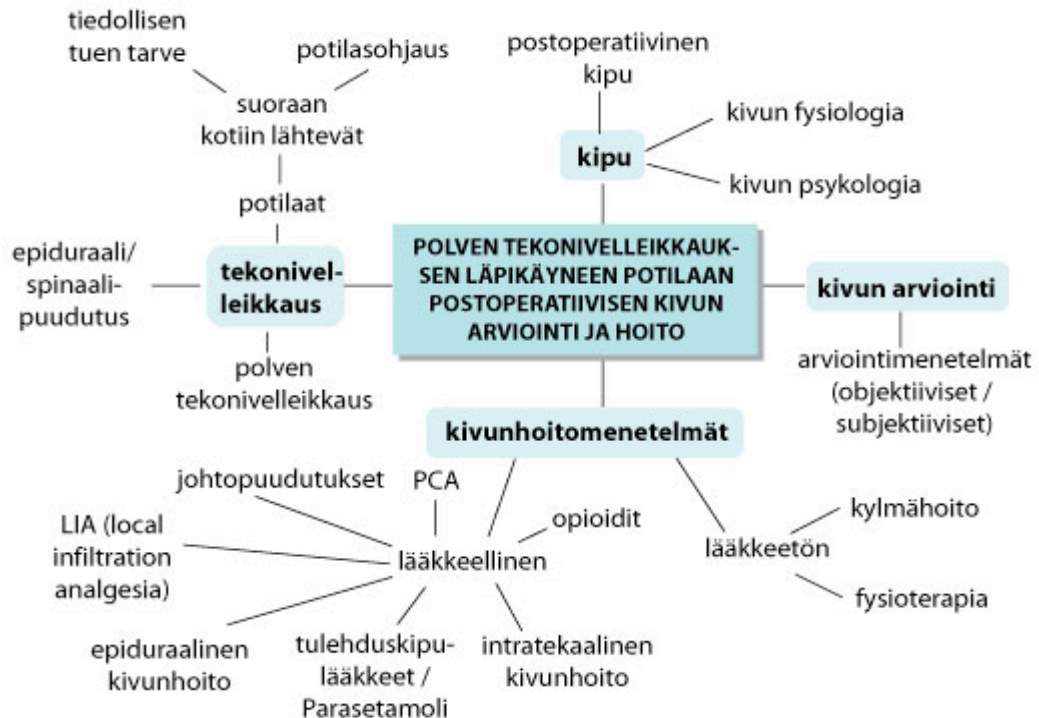 tiedollisen
tuen tarve
potilasohjaus
suoraan
kotiin lähtevät
potilaat
epiduraali/
spinaali-
puudutus
tekonivel-
leikkaus
polven
tekonivelleikkaus
postoperatiivinen
kipu
kipu
kivun fysiologia
kivun psykologia
POLVEN TEKONIVELLEIKKAUK-
SEN LÄPIKÄYNEEN POTILAAN
POSTOPERATIIVISEN KIVUN
ARVIOINTI JA HOITO
kivun arviointi
arviointimenetelmät
(objektiiviset /
subjektiiviset)
kivunhoitomenetelmät
johtopuudutukset
PCA
opioidit
LIA (local
infiltration
analgesia)
lääkkeellinen
epiduraalinen
kivunhoito
tulehduskipu-
lääkkeet /
Parasetamoli
intratekaalinen
kivunhoito
lääkkeetön
kylmähoito
fysioterapia